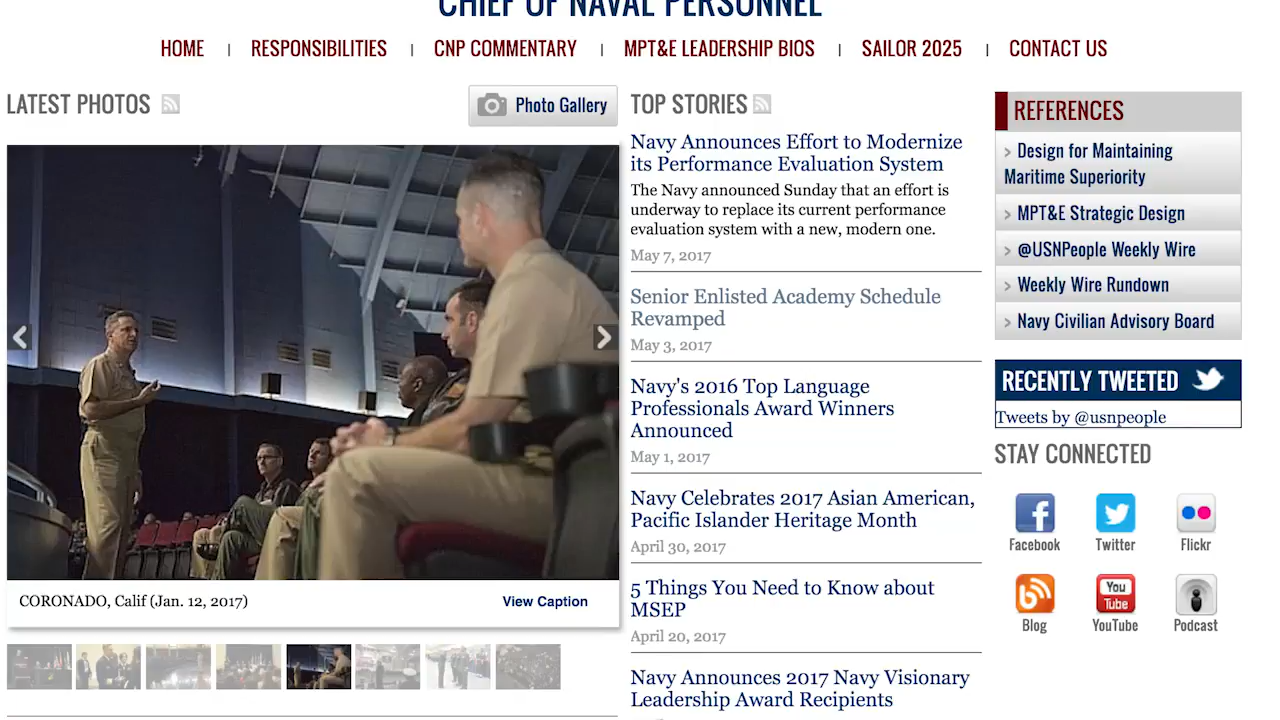 CHIEF OF NAVAL PERSONNEL
HOME | RESPONSIBILITIES | CNP COMMENTARY | MPT&E LEADERSHIP BIOS | SAILOR 2025 | CONTACT US
LATEST PHOTOS
Photo Gallery
CORONADO, Calif (Jan. 12, 2017)
View Caption
TOP STORIES
Navy Announces Effort to Modernize
its Performance Evaluation System
The Navy announced Sunday that an effort is
underway to replace its current performance
evaluation system with a new, modern one.
May 7, 2017
Senior Enlisted Academy Schedule
Revamped
May 3, 2017
Navy's 2016 Top Language
Professionals Award Winners
Announced
May 1, 2017
Navy Celebrates 2017 Asian American,
Pacific Islander Heritage Month
April 30, 2017
5 Things You Need to Know about
MSEP
April 20, 2017
Navy Announces 2017 Navy Visionary
Leadership Award Recipients
REFERENCES
> Design for Maintaining
Maritime Superiority
> MPT&E Strategic Design
> @USNPeople Weekly Wire
> Weekly Wire Rundown
> Navy Civilian Advisory Board
RECENTLY TWEETED
Tweets by @usnpeople
STAY CONNECTED
Facebook
Twitter
Flickr
You
Tube
Blog
YouTube
Podcast